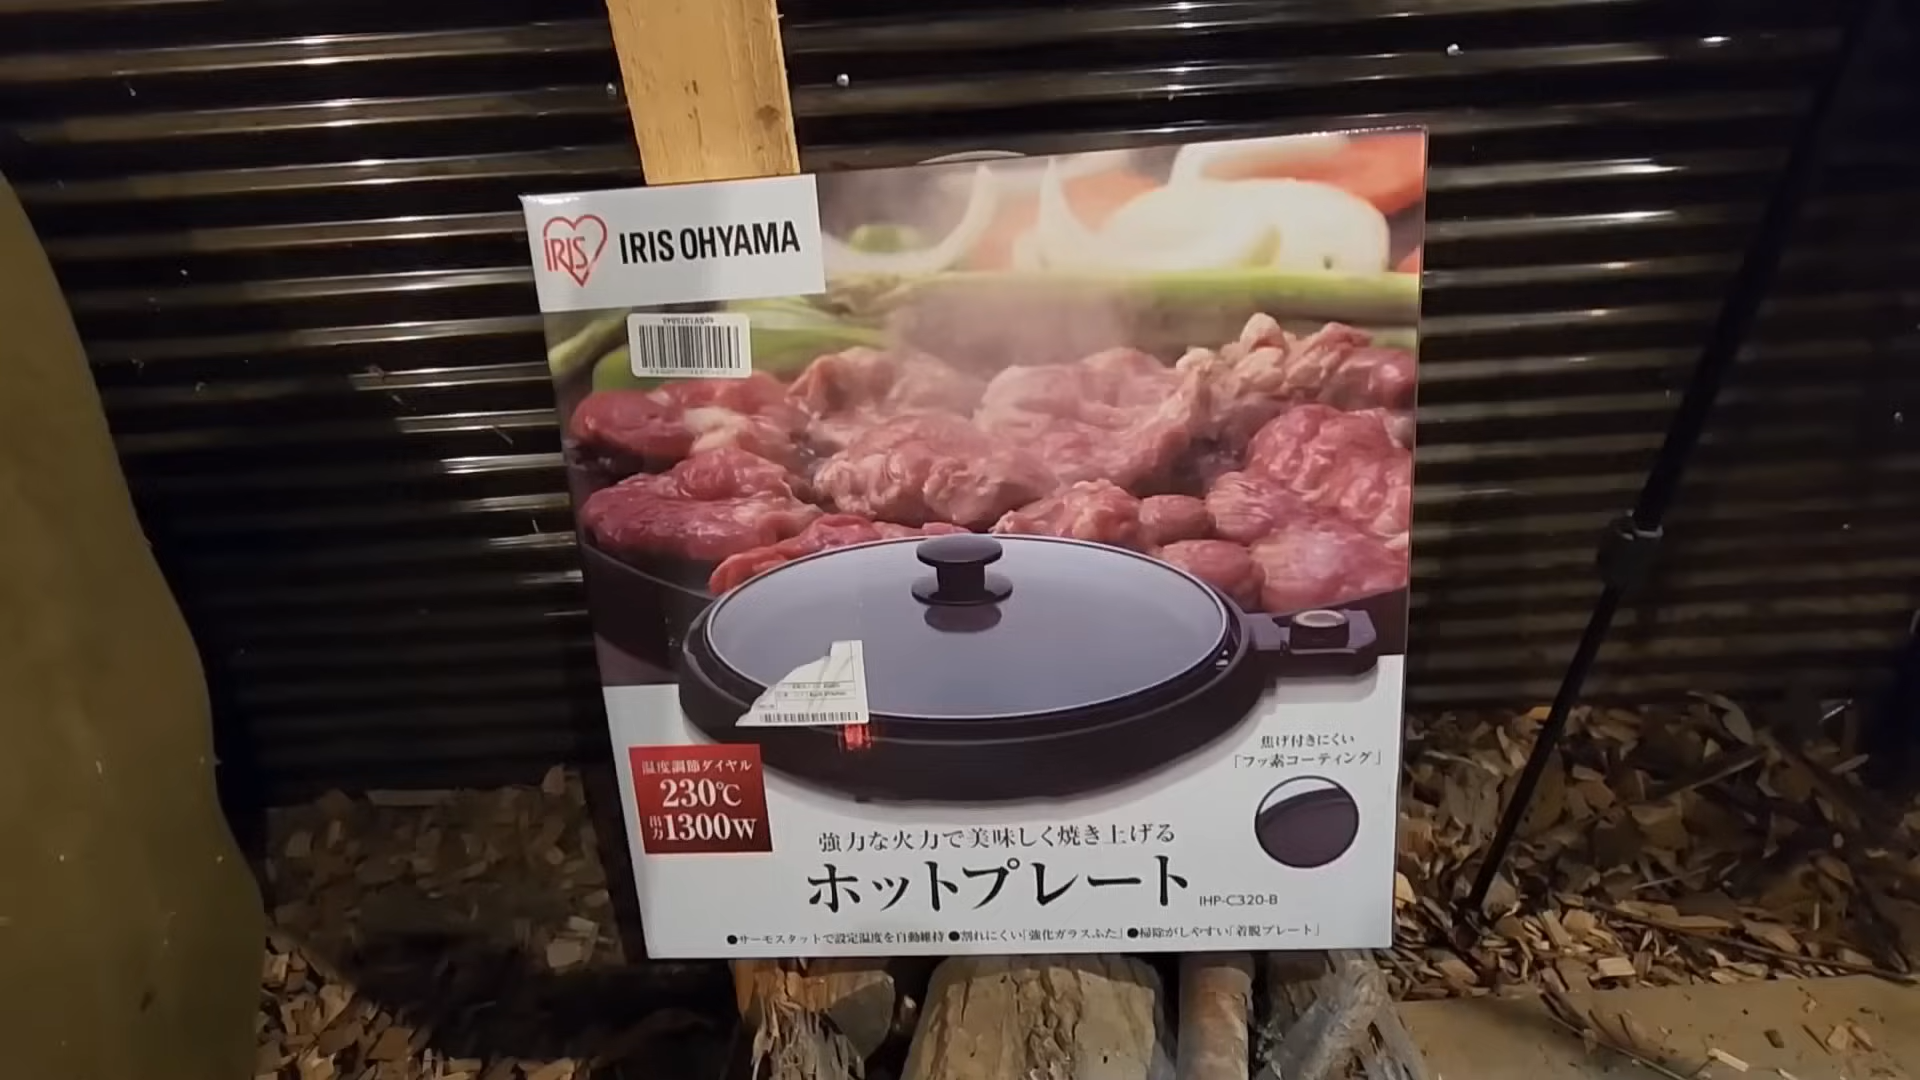 IRIS
IRIS OHYAMA
温度調節ダイヤル
230℃
出力1300W
焦げ付きにくい
「フッ素コーティング」
強力な火力で美味しく焼き上げる
ホットプレート
IHP-C320-B
●サーモスタットで設定温度を自動維持 ●割れにくい「強化ガラスふた」 ●掃除がしやすい「着脱プレート」